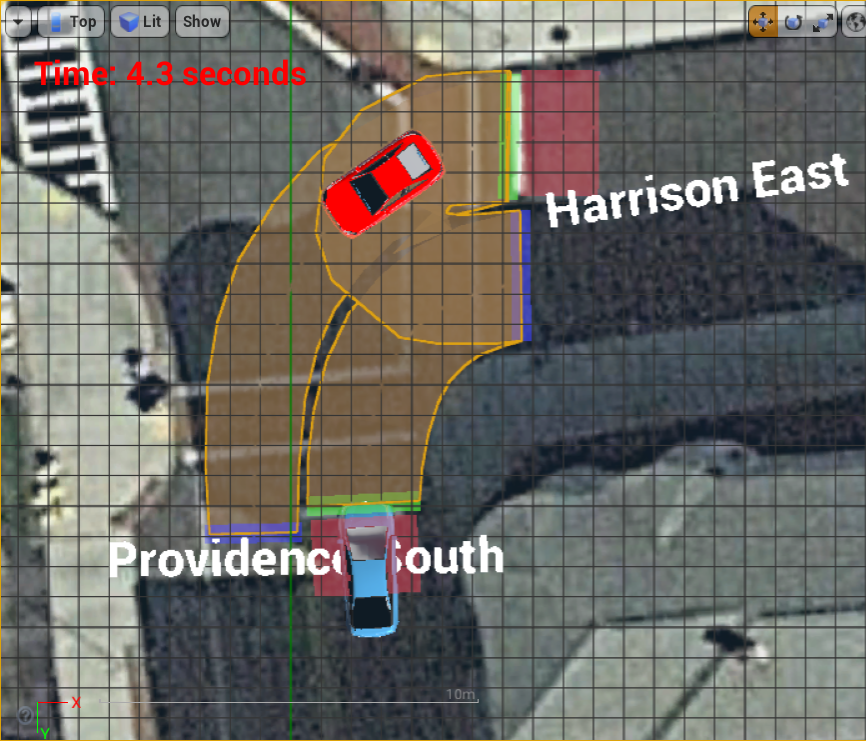 Top Lit Show
Time: 4.3 seconds
Harrison East
Providence South
10m
X
Y
?